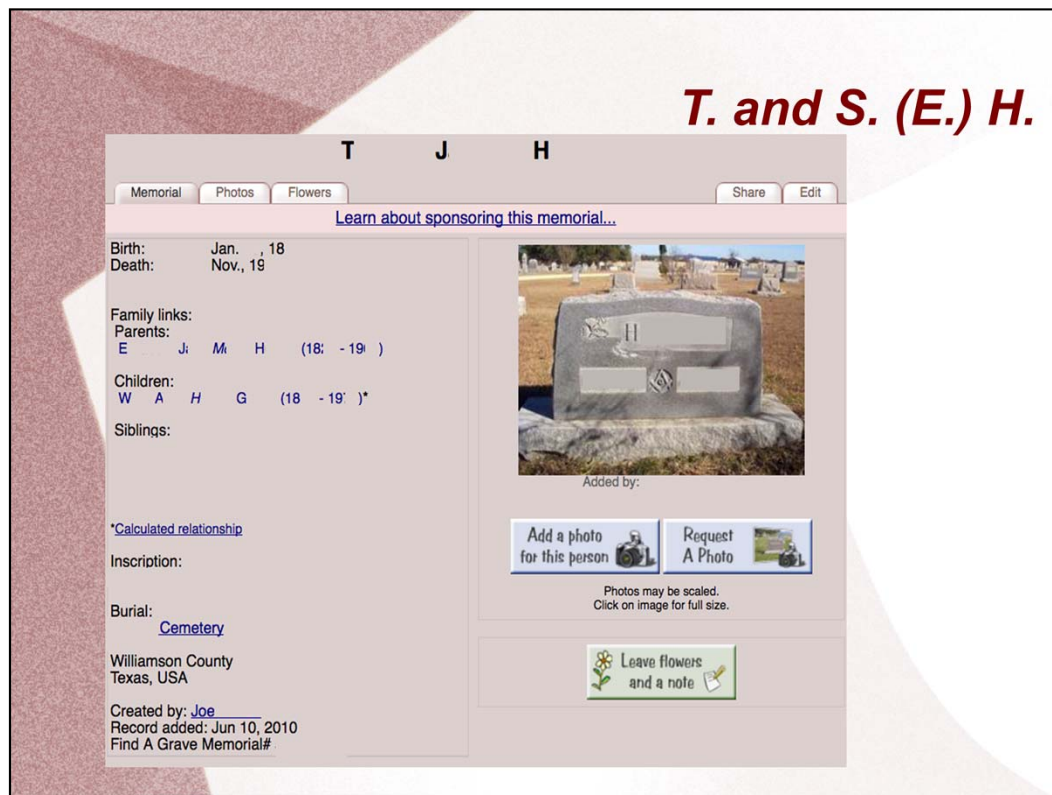 T. and S. (E.) H.
T J. H
Memorial Photos Flowers Share Edit
Learn about sponsoring this memorial...
Birth: Jan. , 18
Death: Nov., 19
Family links:
Parents:
E H
Children:
W A H G (18 - 19 )*
Siblings:
*Calculated relationship
Inscription:
Burial:
Cemetery
Williamson County
Texas, USA
Created by: Joe
Record added: Jun 10, 2010
Find A Grave Memorial#
H
Added by:
Add a photo
for this person
Request
A Photo
Photos may be scaled.
Click on image for full size.
Leave flowers
and a note